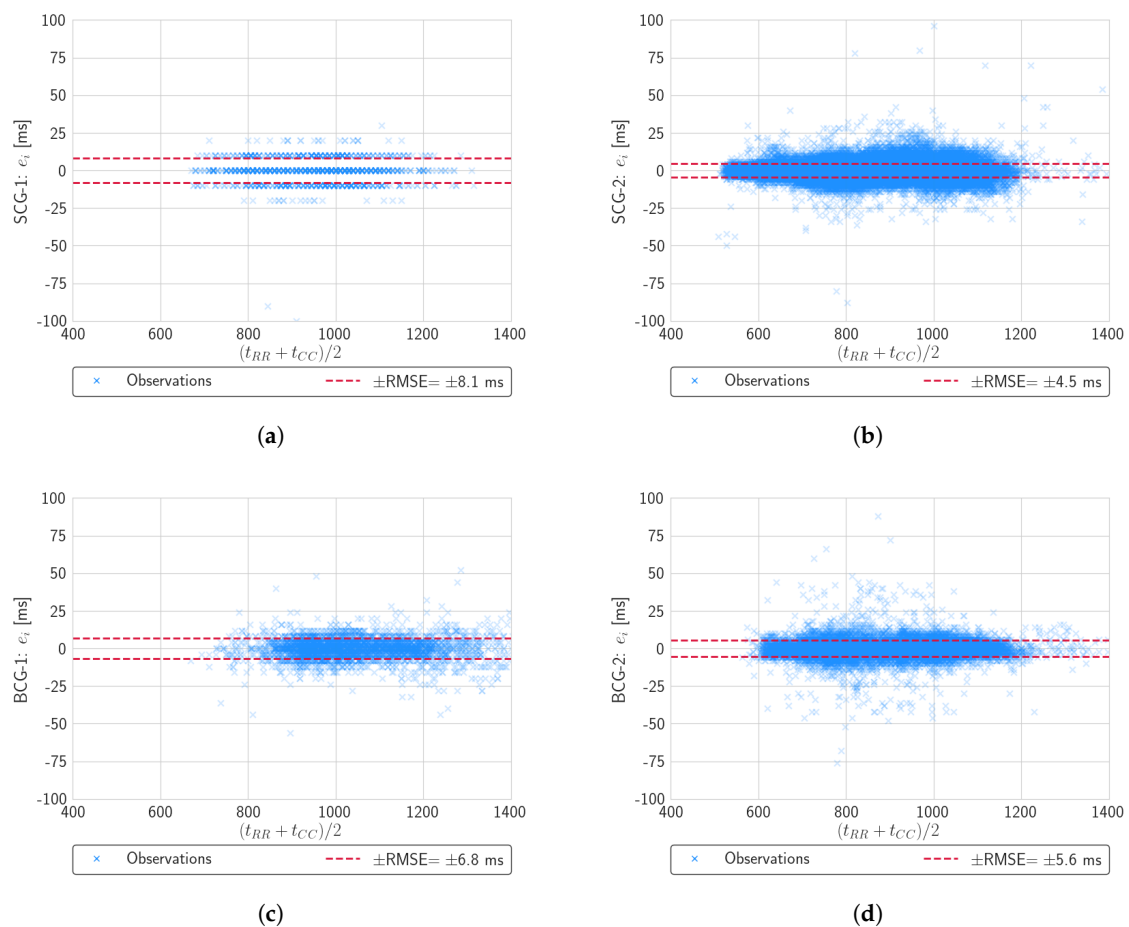 100
75
50
25
0
-25
-50
-75
-100
SCG-1: e_i [ms]
400 600 800 1000 1200 1400
(t_RR + t_CC)/2
× Observations ±RMSE= ±8.1 ms
(a)
100
75
50
25
0
-25
-50
-75
-100
SCG-2: e_i [ms]
400 600 800 1000 1200 1400
(t_RR + t_CC)/2
× Observations ±RMSE= ±4.5 ms
(b)
100
75
50
25
0
-25
-50
-75
-100
BCG-1: e_i [ms]
400 600 800 1000 1200 1400
(t_RR + t_CC)/2
× Observations ±RMSE= ±6.8 ms
(c)
100
75
50
25
0
-25
-50
-75
-100
BCG-2: e_i [ms]
400 600 800 1000 1200 1400
(t_RR + t_CC)/2
× Observations ±RMSE= ±5.6 ms
(d)